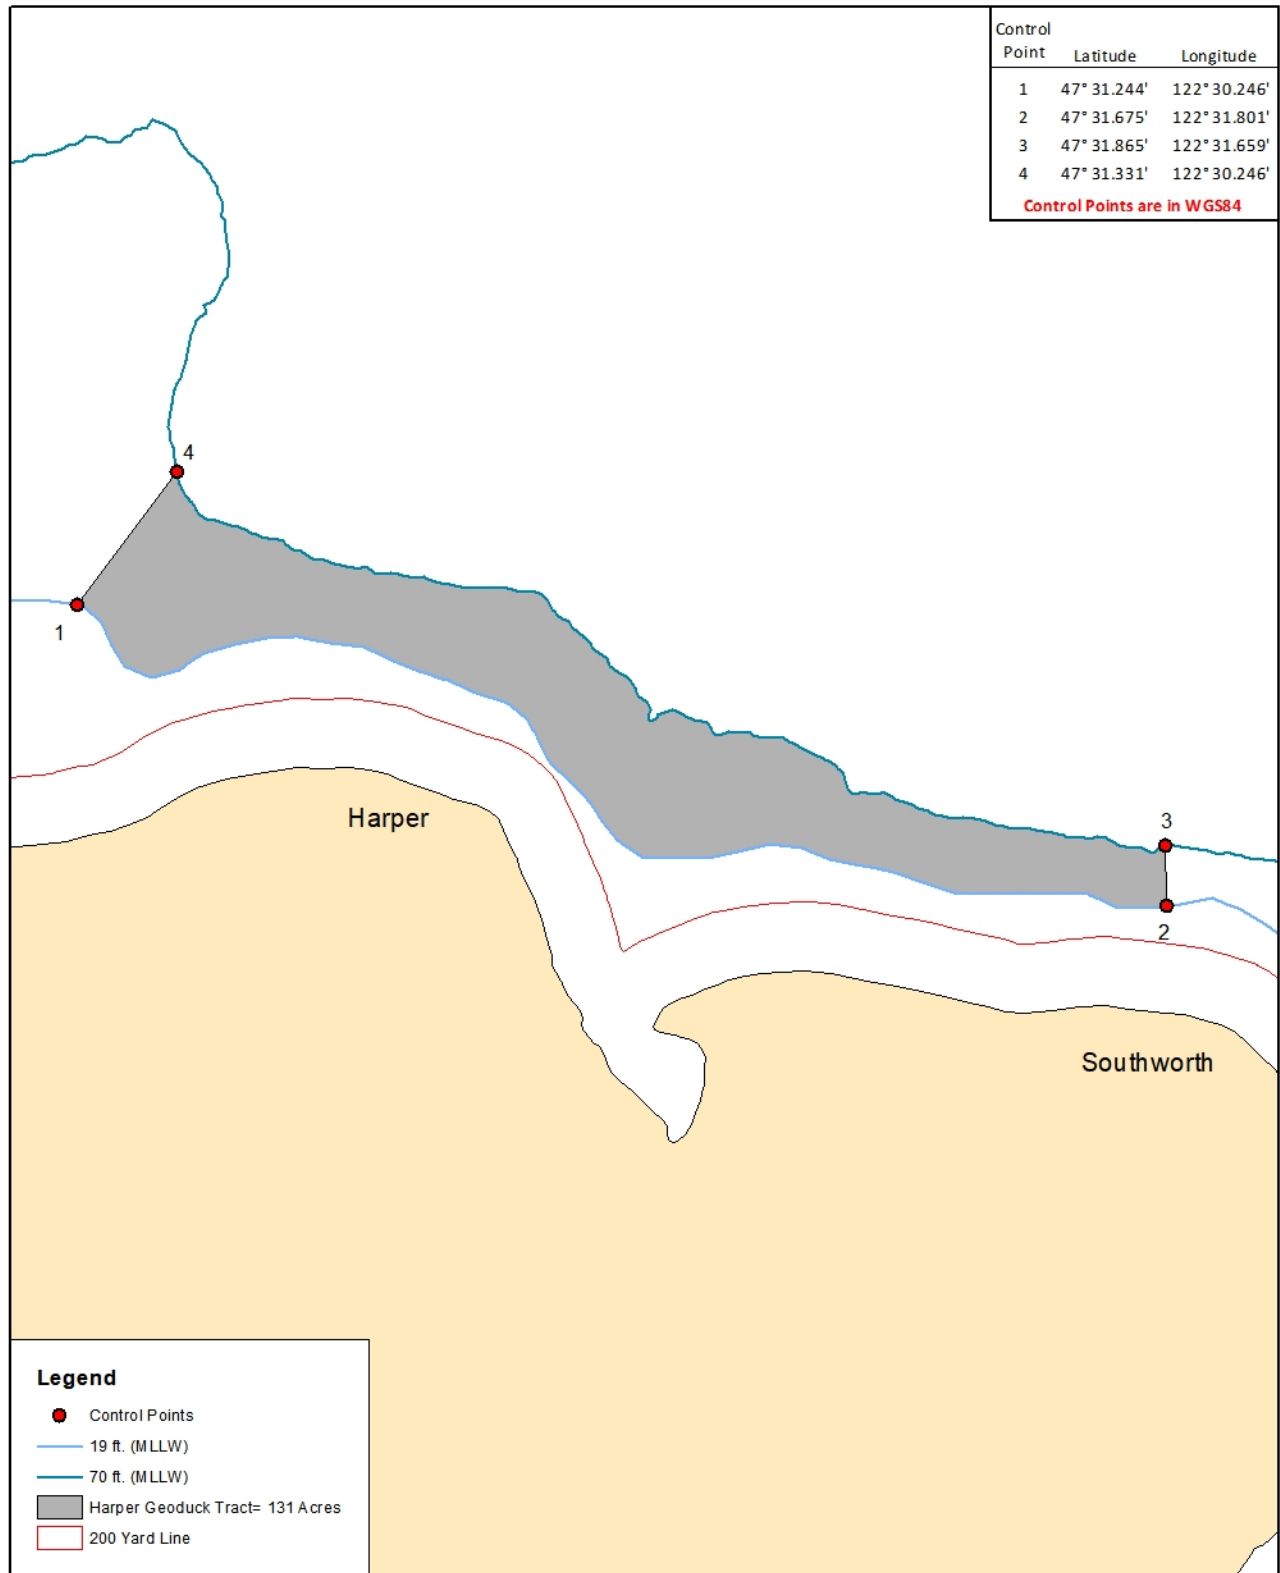 Control
Point Latitude Longitude
1 47° 31.244' 122° 30.246'
2 47° 31.675' 122° 31.801'
3 47° 31.865' 122° 31.659'
4 47° 31.331' 122° 30.246'
Control Points are in WGS84
4
1
3
2
Harper
Southworth
Legend
Control Points
19 ft. (MLLW)
70 ft. (MLLW)
Harper Geoduck Tract= 131 Acres
200 Yard Line